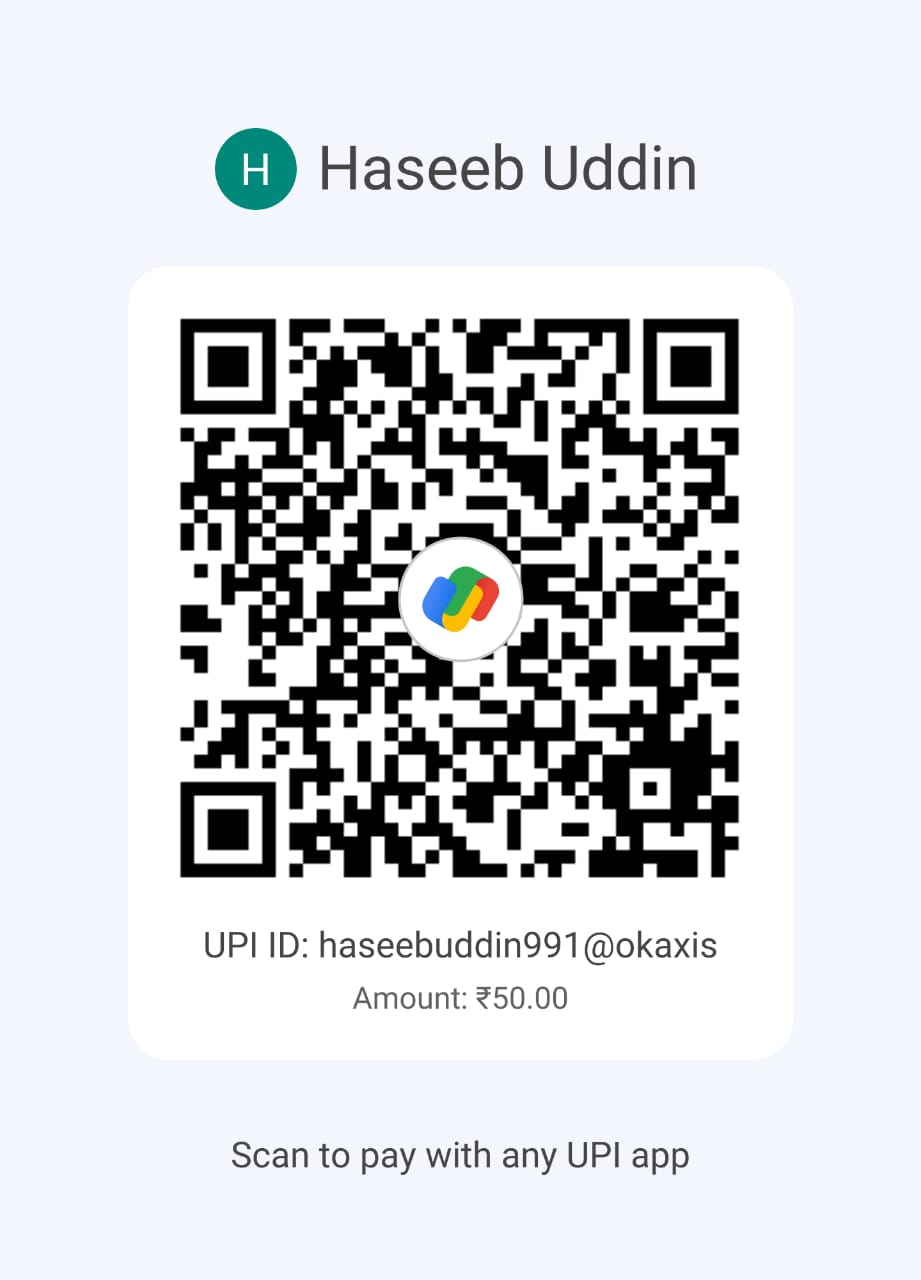 H Haseeb Uddin
UPI ID: haseebuddin991@okaxis
Amount: ₹50.00
Scan to pay with any UPI app